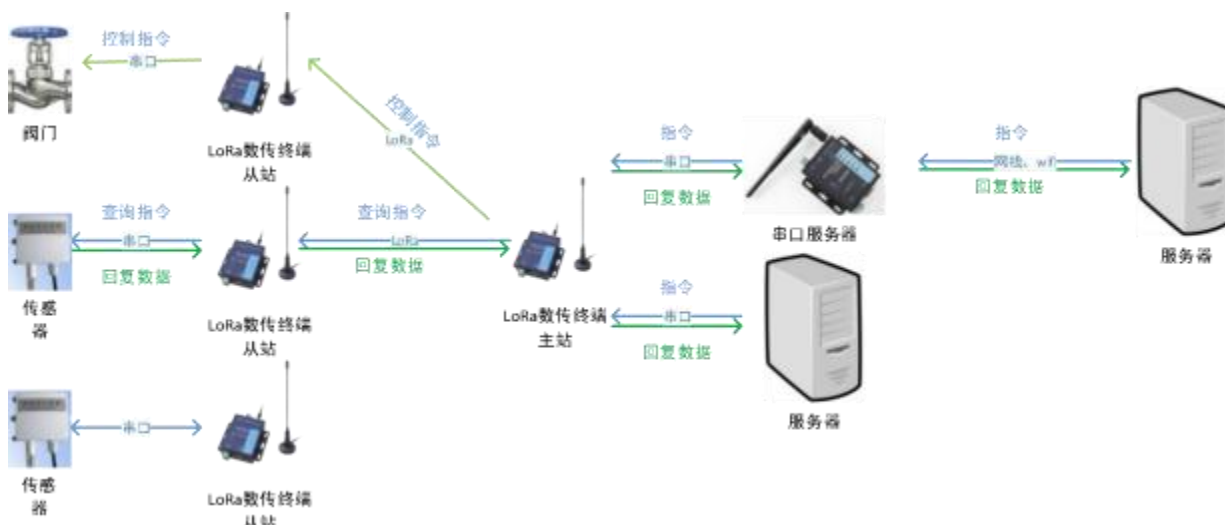 控制指令
串口
阀门
LoRa数传终端
从站
控制指令
LoRa
查询指令
串口
回复数据
传感
器
LoRa数传终端
从站
查询指令
LoRa
回复数据
LoRa数传终端
主站
指令
串口
回复数据
串口服务器
指令
网线、wifi
回复数据
服务器
指令
串口
回复数据
服务器
串口
传感
器
LoRa数传终端
从站